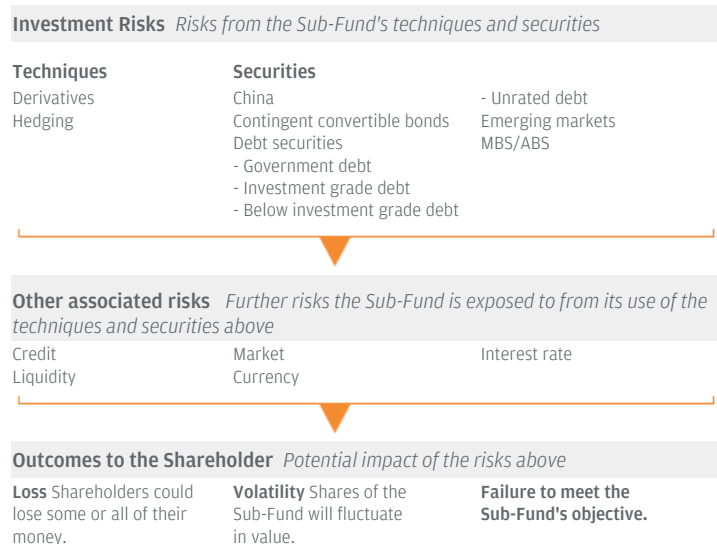 Investment Risks Risks from the Sub-Fund's techniques and securities
Techniques
Derivatives
Hedging
Securities
China
Contingent convertible bonds
Debt securities
- Government debt
- Investment grade debt
- Below investment grade debt
- Unrated debt
Emerging markets
MBS/ABS
Other associated risks Further risks the Sub-Fund is exposed to from its use of the
techniques and securities above
Credit
Liquidity
Market
Currency
Interest rate
Outcomes to the Shareholder Potential impact of the risks above
Loss Shareholders could
lose some or all of their
money.
Volatility Shares of the
Sub-Fund will fluctuate
in value.
Failure to meet the
Sub-Fund's objective.